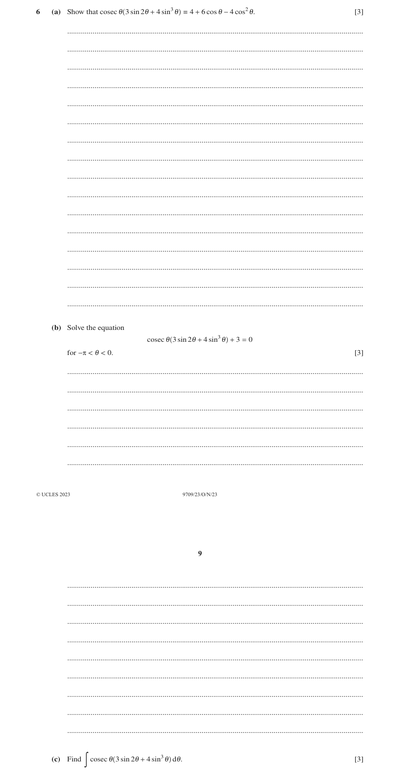 6 (a) Show that cosec θ(3 sin 2θ + 4 sin³ θ) ≡ 4 + 6 cos θ − 4 cos² θ. [3]
(b) Solve the equation
cosec θ(3 sin 2θ + 4 sin³ θ) + 3 = 0
for −π < θ < 0. [3]
© UCLES 2023 9709/23/O/N/23
9
(c) Find ∫ cosec θ(3 sin 2θ + 4 sin³ θ) dθ. [3]